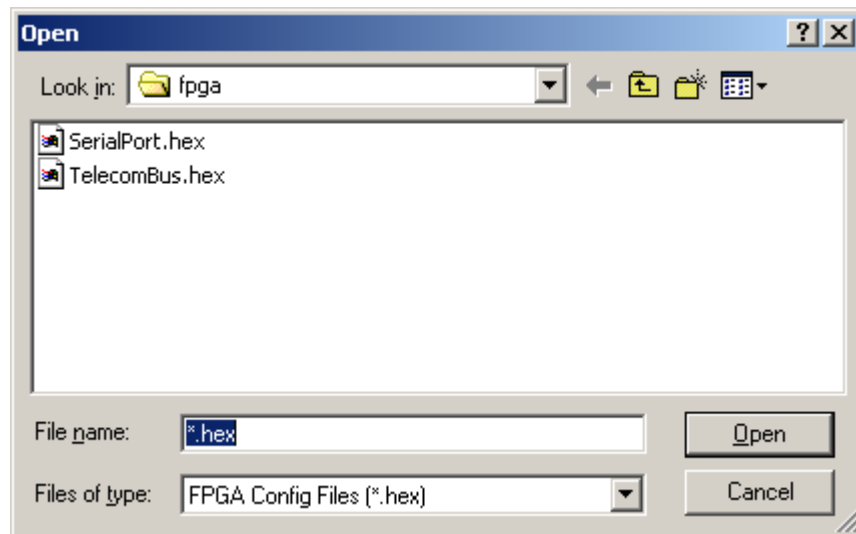 Open
Look in: fpga
SerialPort.hex
TelecomBus.hex
File name: *.hex Open
Files of type: FPGA Config Files (*.hex) Cancel